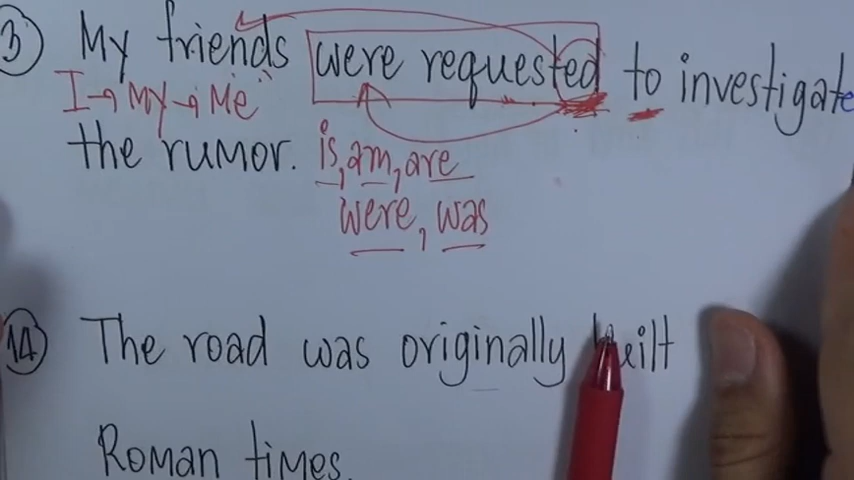 3 My friends were requested to investigate
I → My → Me
the rumor. is, am, are
were, was
14 The road was originally built
Roman times.